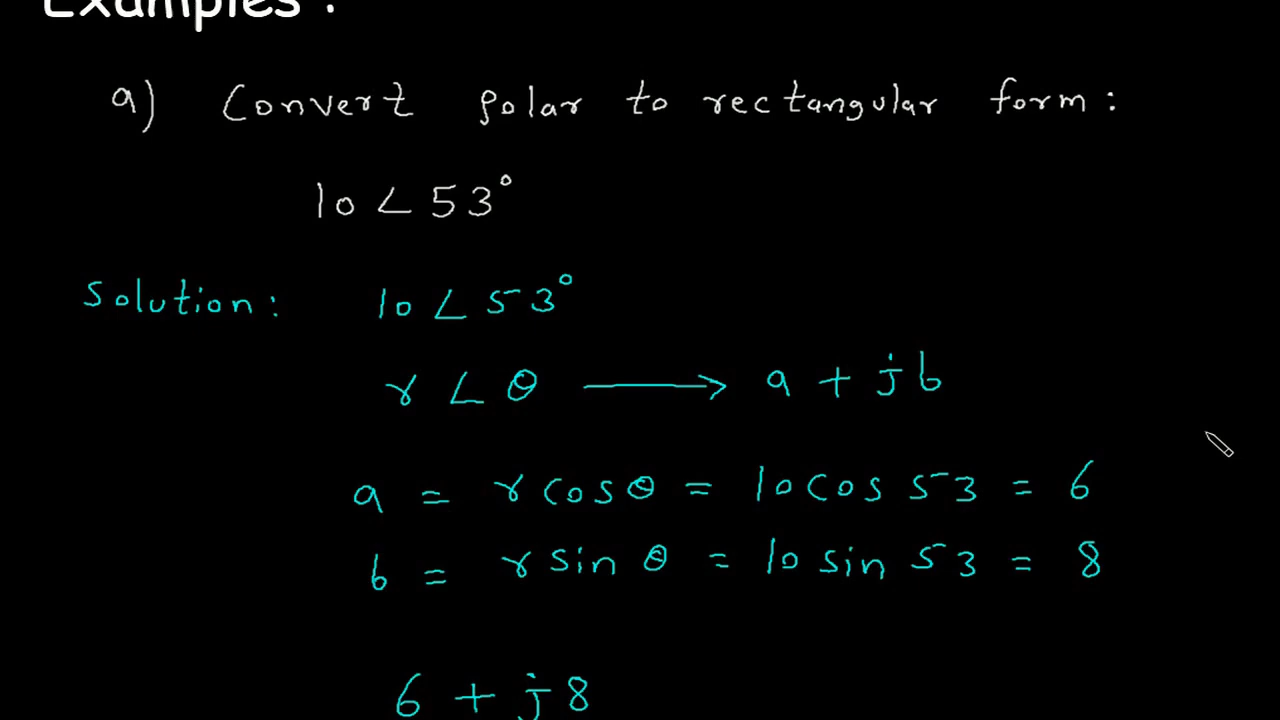 Examples :
a) Convert polar to rectangular form :
10 ∠ 53°
Solution : 10 ∠ 53°
r ∠ θ ⟶ a + jb
a = r cos θ = 10 cos 53 = 6
b = r sin θ = 10 sin 53 = 8
6 + j8